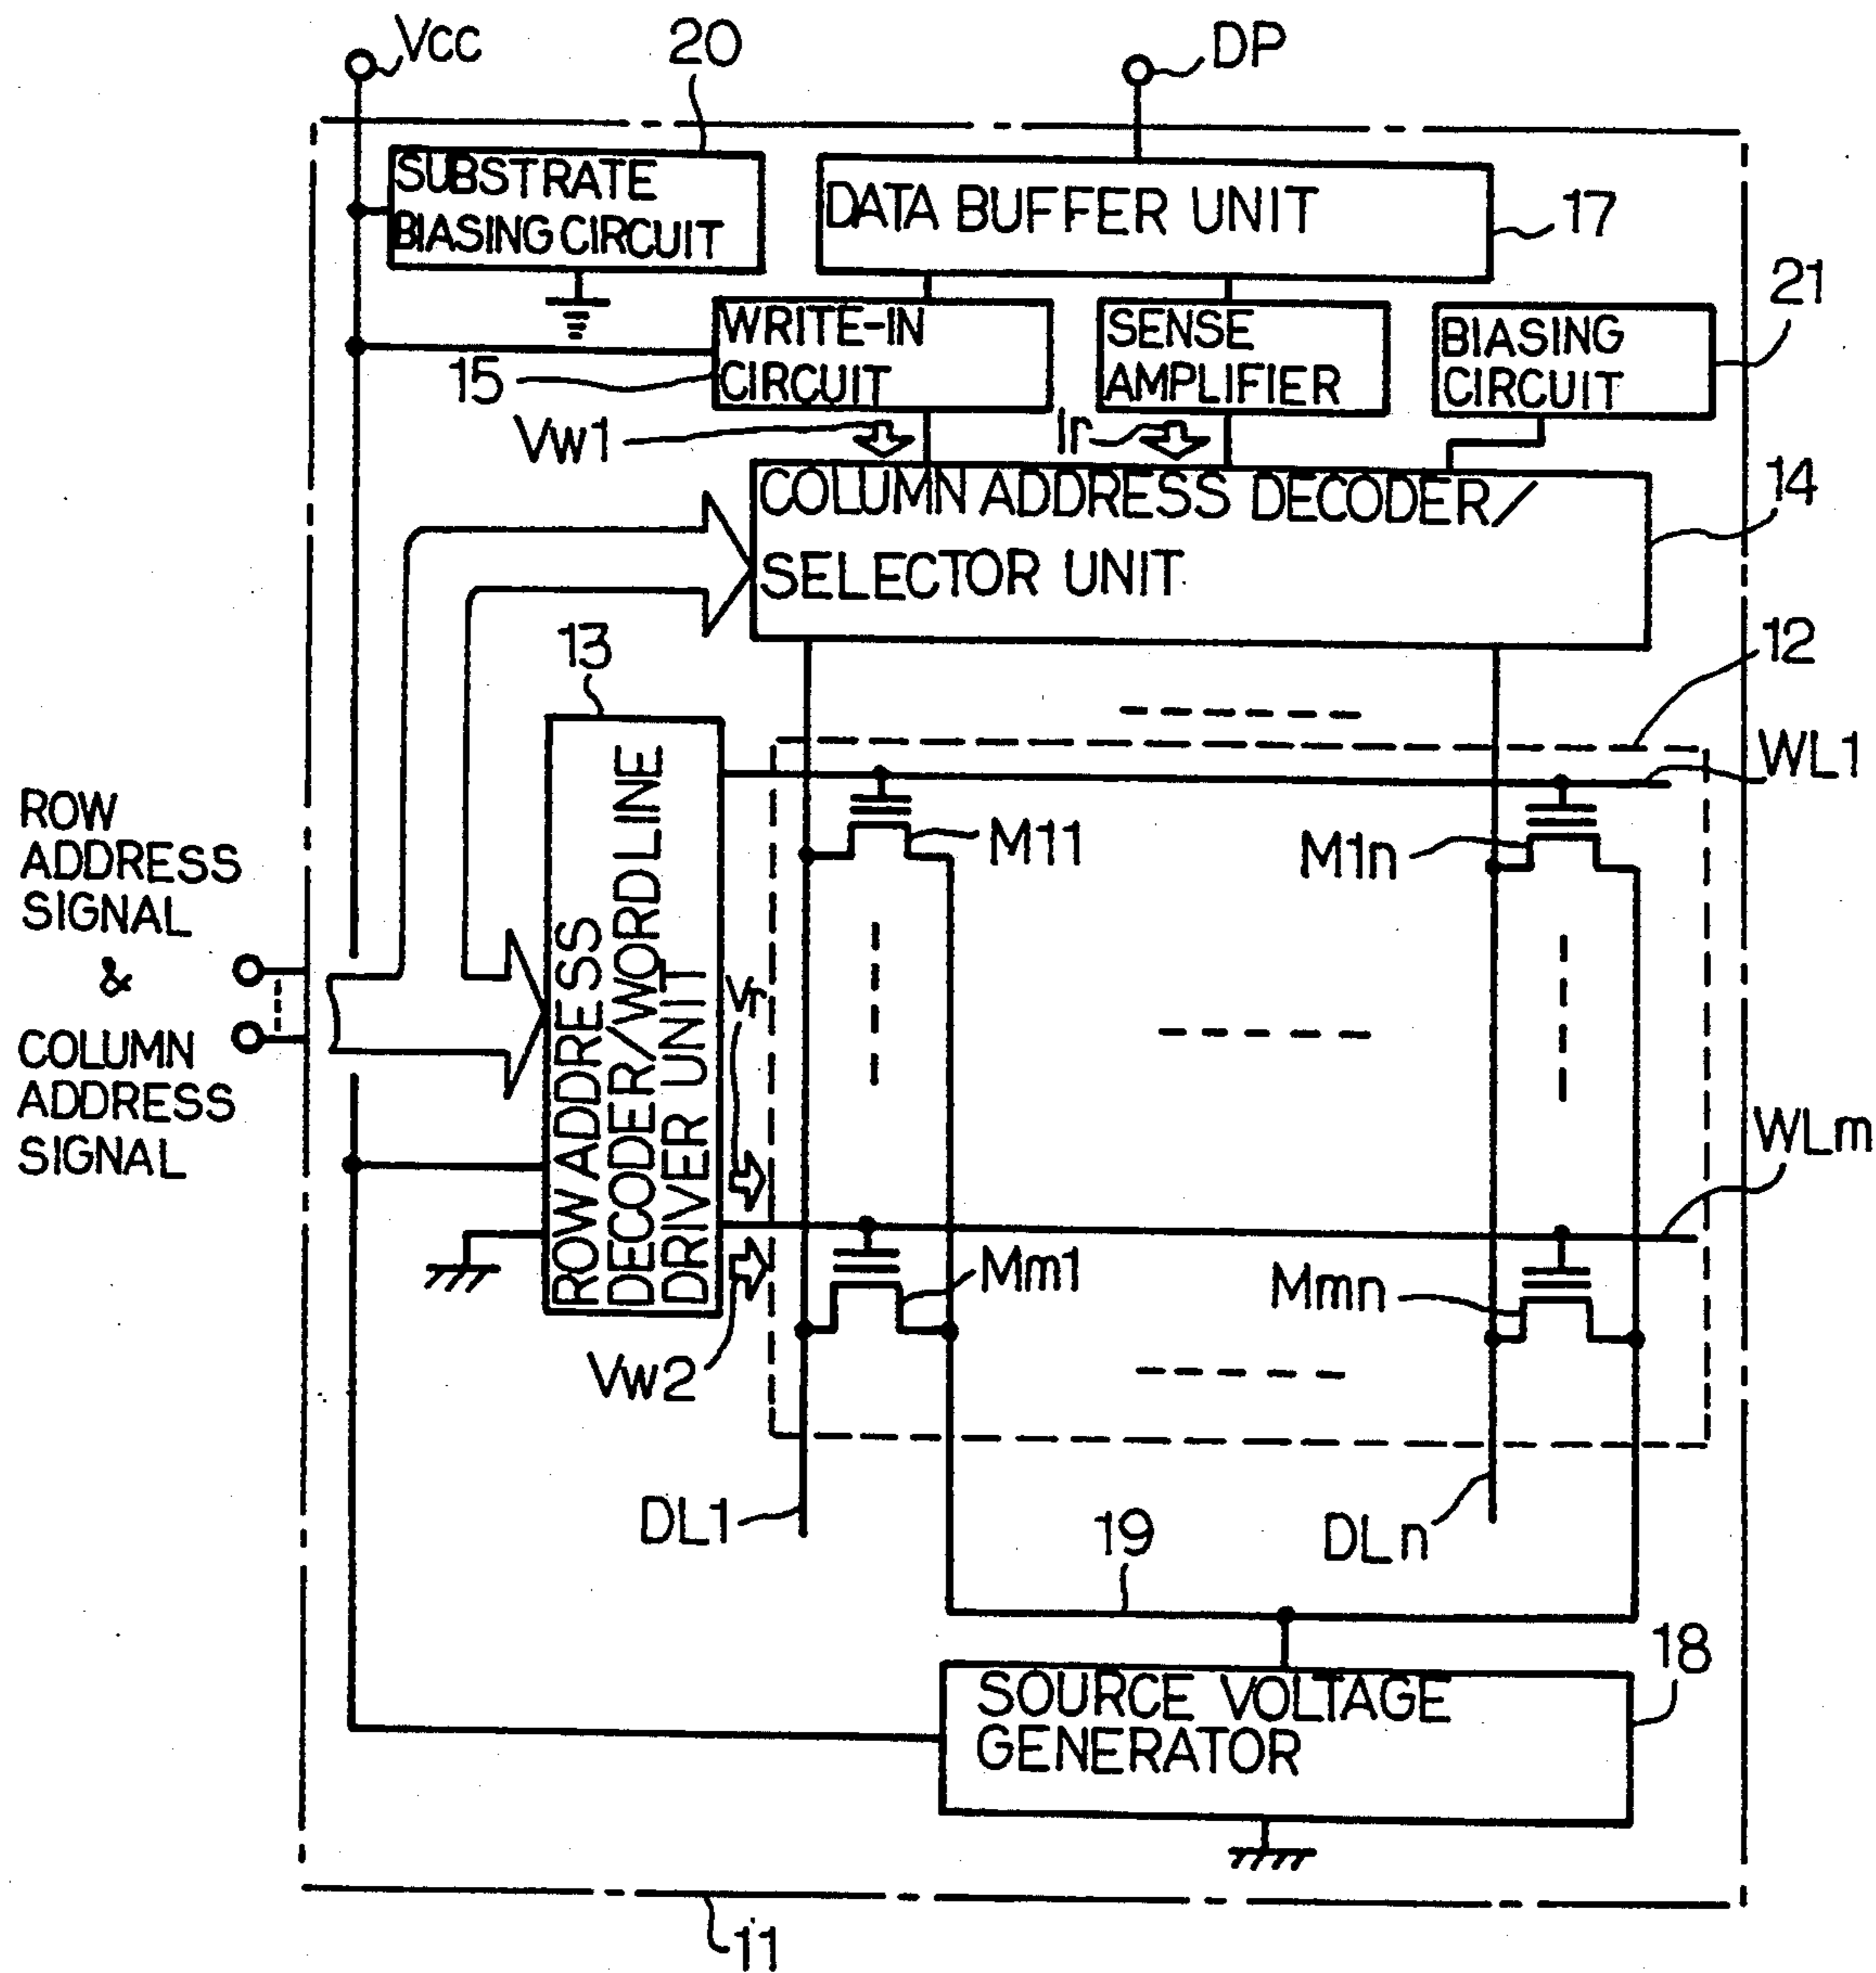 Vcc
20
DP
SUBSTRATE
BIASING CIRCUIT
DATA BUFFER UNIT
17
21
WRITE-IN
CIRCUIT
SENSE
AMPLIFIER
BIASING
CIRCUIT
15
Vw1
Ir
COLUMN ADDRESS DECODER/
SELECTOR UNIT
14
13
12
WL1
ROW ADDRESS
DECODER/WORD LINE
DRIVER UNIT
M11
M1n
ROW
ADDRESS
SIGNAL
&
COLUMN
ADDRESS
SIGNAL
Vr
WLm
Mm1
Mmn
Vw2
DL1
19
DLn
18
SOURCE VOLTAGE
GENERATOR
11